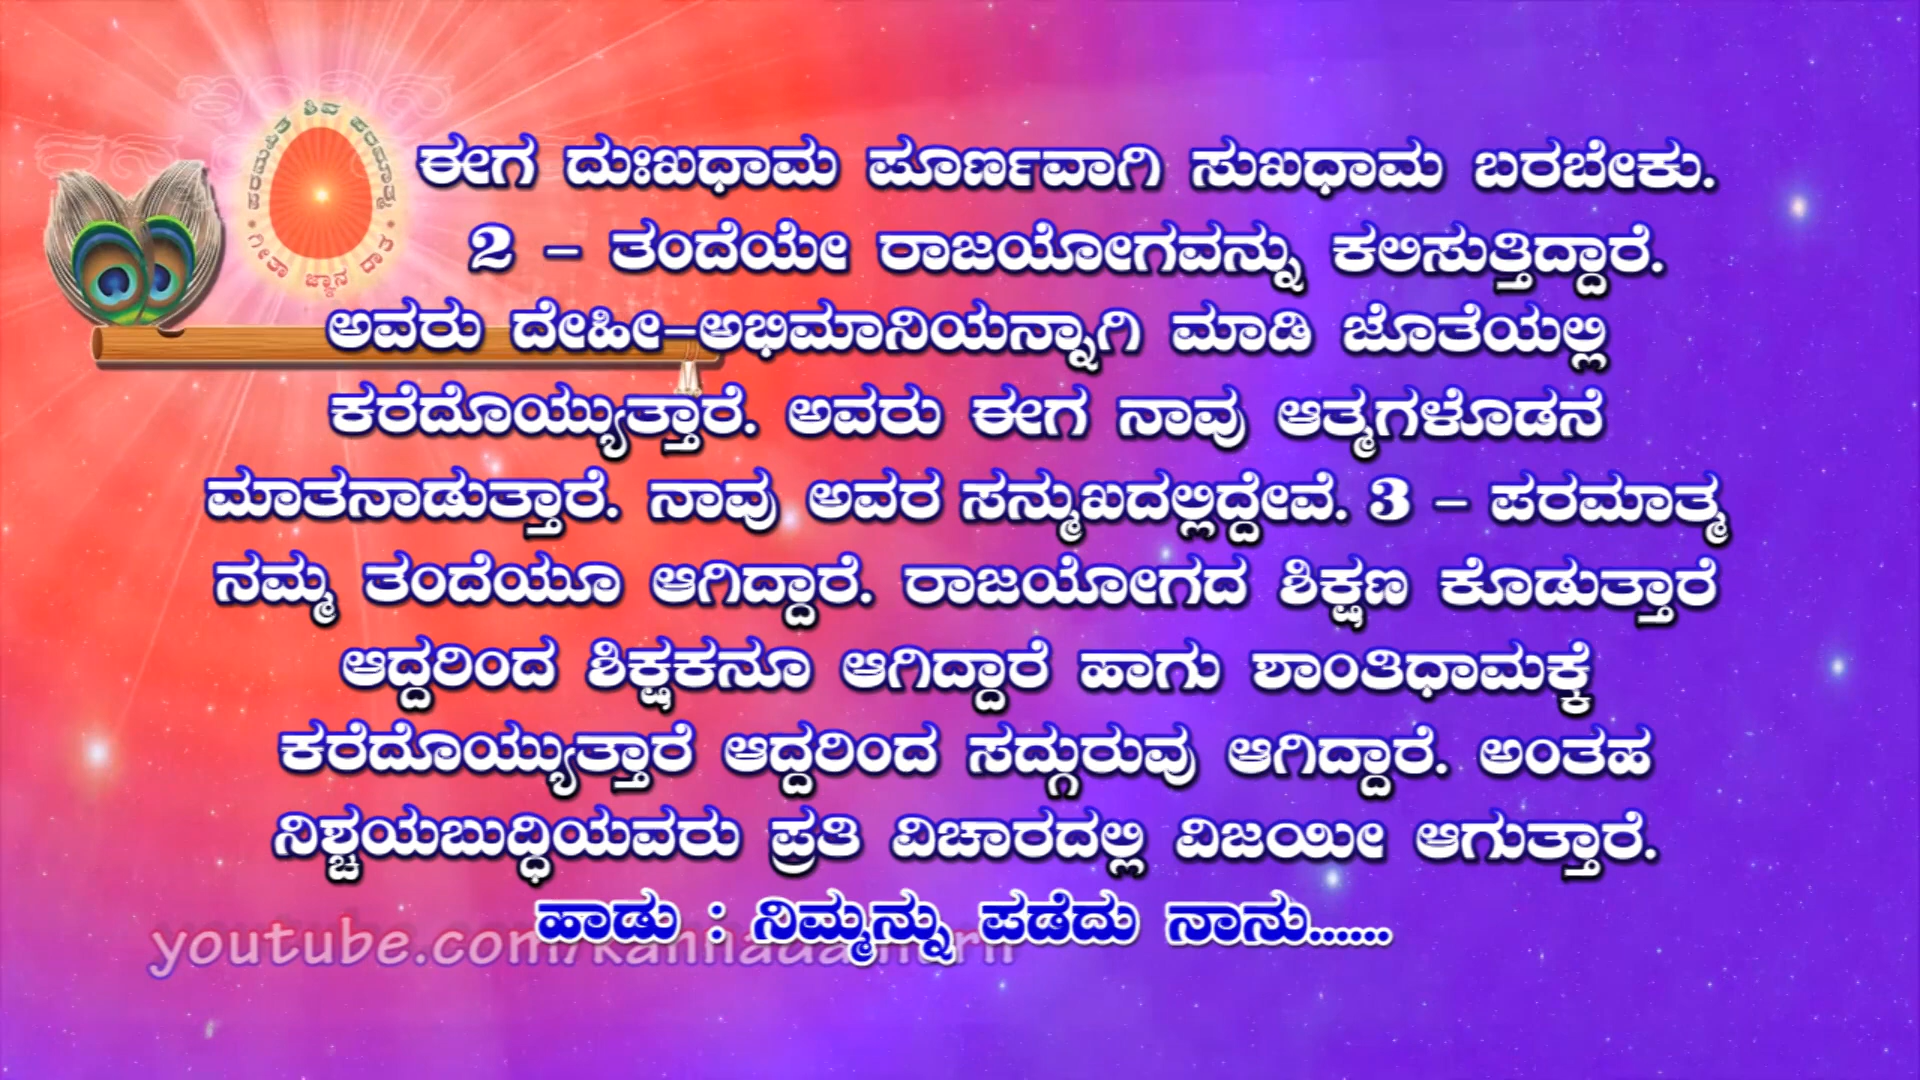 ಪರಮಪಿತ ಶಿವ ಪರಮಾತ್ಮ
ಗೀತಾ ಜ್ಞಾನ ದಾತ
ಈಗ ದುಃಖಧಾಮ ಪೂರ್ಣವಾಗಿ ಸುಖಧಾಮ ಬರಬೇಕು.
2 – ತಂದೆಯೇ ರಾಜಯೋಗವನ್ನು ಕಲಿಸುತ್ತಿದ್ದಾರೆ.
ಅವರು ದೇಹೀ–ಅಭಿಮಾನಿಯನ್ನಾಗಿ ಮಾಡಿ ಜೊತೆಯಲ್ಲಿ
ಕರೆದೊಯ್ಯುತ್ತಾರೆ. ಅವರು ಈಗ ನಾವು ಆತ್ಮಗಳೊಡನೆ
ಮಾತನಾಡುತ್ತಾರೆ. ನಾವು ಅವರ ಸನ್ಮುಖದಲ್ಲಿದ್ದೇವೆ. 3 – ಪರಮಾತ್ಮ
ನಮ್ಮ ತಂದೆಯೂ ಆಗಿದ್ದಾರೆ. ರಾಜಯೋಗದ ಶಿಕ್ಷಣ ಕೊಡುತ್ತಾರೆ
ಆದ್ದರಿಂದ ಶಿಕ್ಷಕನೂ ಆಗಿದ್ದಾರೆ ಹಾಗು ಶಾಂತಿಧಾಮಕ್ಕೆ
ಕರೆದೊಯ್ಯುತ್ತಾರೆ ಆದ್ದರಿಂದ ಸದ್ಗುರುವು ಆಗಿದ್ದಾರೆ. ಅಂತಹ
ನಿಶ್ಚಯಬುದ್ಧಿಯವರು ಪ್ರತಿ ವಿಚಾರದಲ್ಲಿ ವಿಜಯೀ ಆಗುತ್ತಾರೆ.
ಹಾಡು : ನಿಮ್ಮನ್ನು ಪಡೆದು ನಾನು......
youtube.com/